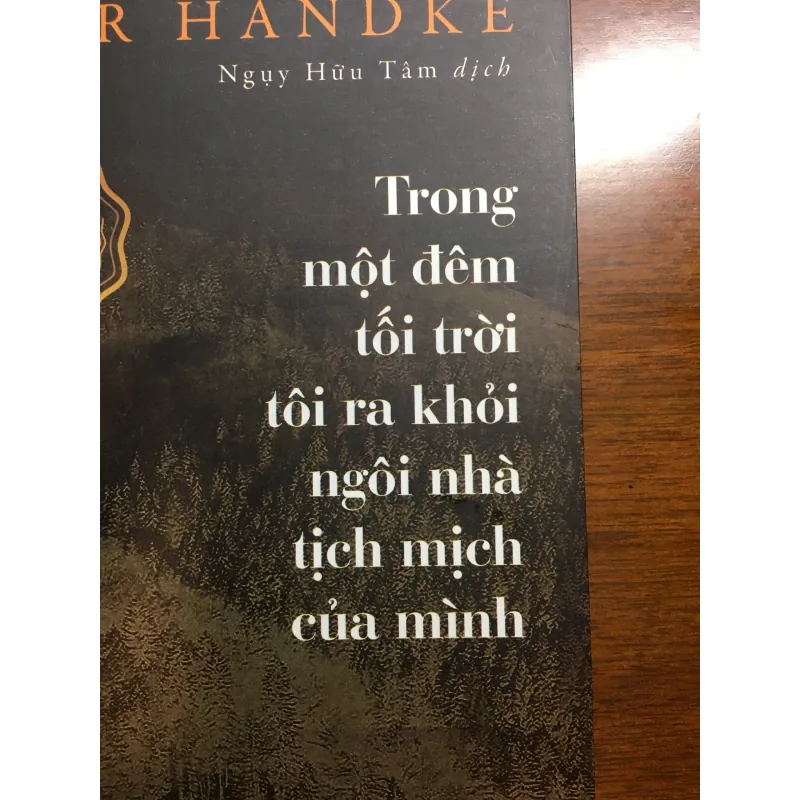 R HANDKE
Ngụy Hữu Tâm dịch
Trong
một đêm
tối trời
tôi ra khỏi
ngôi nhà
tịch mịch
của mình